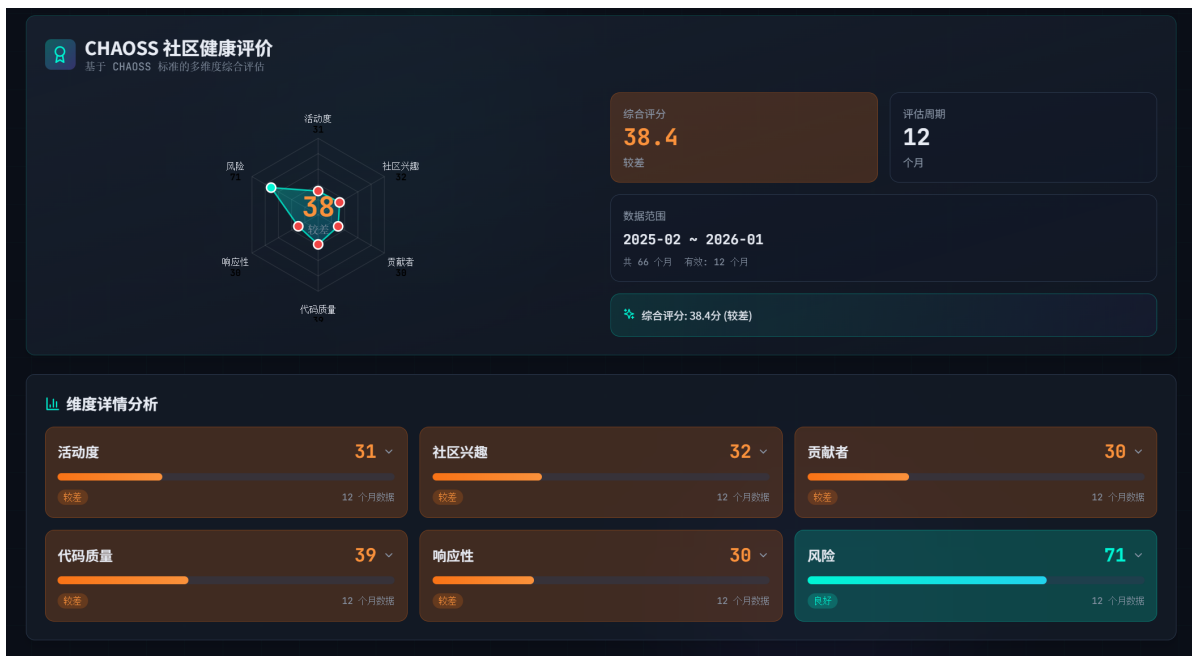 CHAOSS 社区健康评价
基于 CHAOSS 标准的多维度综合评估
活动度
31
社区兴趣
32
贡献者
30
代码质量
响应性
30
风险
71
38
较差
综合评分
38.4
较差
评估周期
12
个月
数据范围
2025-02 ~ 2026-01
共 66 个月 有效: 12 个月
综合评分: 38.4分 (较差)
维度详情分析
活动度 31
较差 12 个月数据
社区兴趣 32
较差 12 个月数据
贡献者 30
较差 12 个月数据
代码质量 39
较差 12 个月数据
响应性 30
较差 12 个月数据
风险 71
良好 12 个月数据